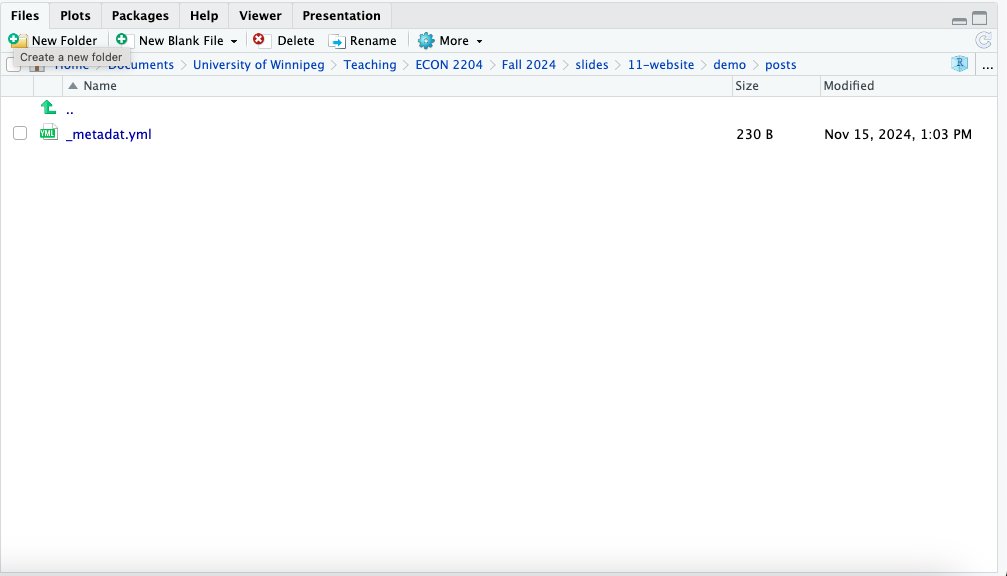 Files Plots Packages Help Viewer Presentation
New Folder New Blank File Delete Rename More
Create a new folder
Home Documents University of Winnipeg Teaching ECON 2204 Fall 2024 slides 11-website demo posts R ...
Name Size Modified
..
YML _metadat.yml 230 B Nov 15, 2024, 1:03 PM